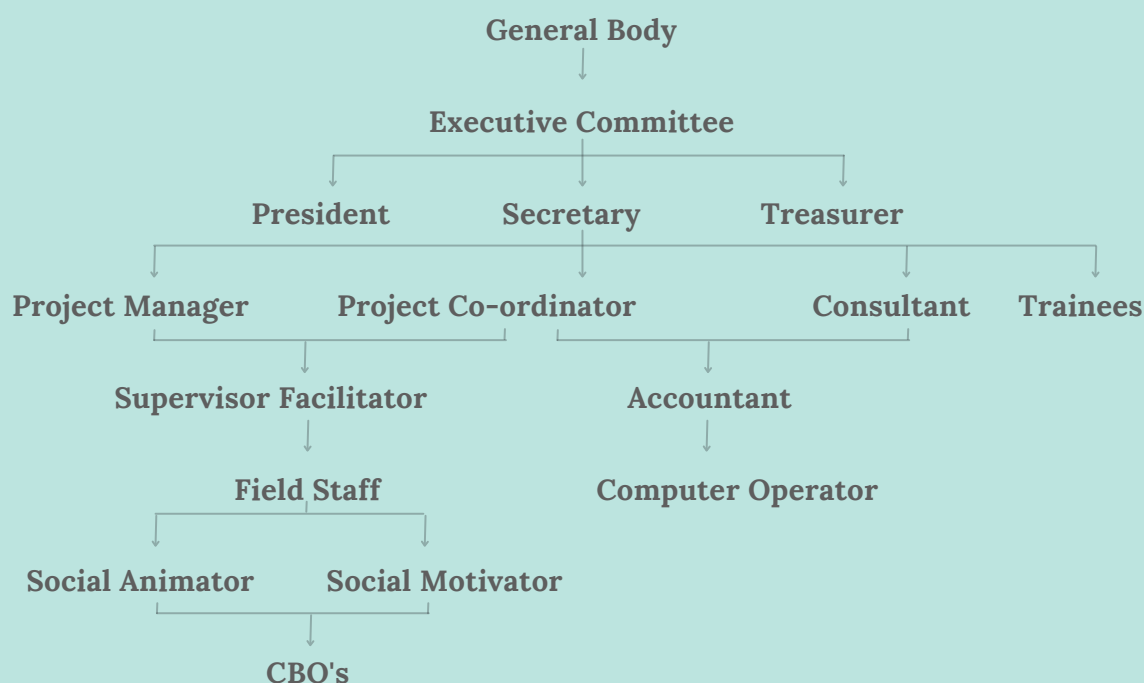 General Body
Executive Committee
President Secretary Treasurer
Project Manager Project Co-ordinator Consultant Trainees
Supervisor Facilitator Accountant
Field Staff Computer Operator
Social Animator Social Motivator
CBO's